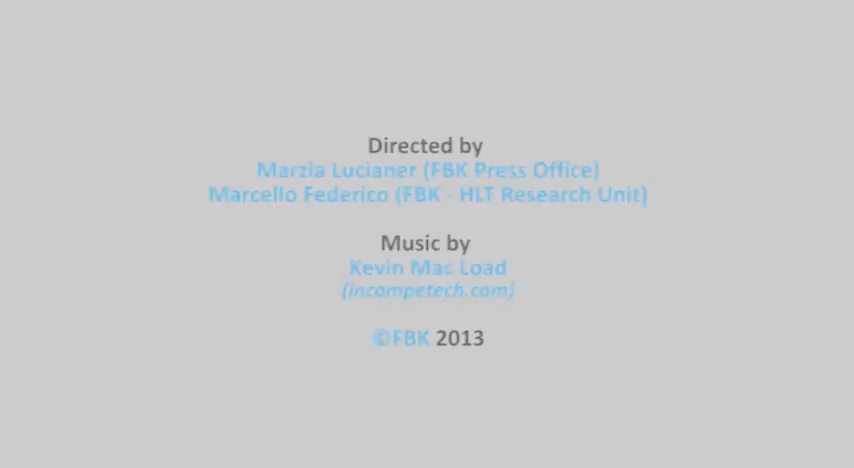 Directed by
Marzia Lucianer (FBK Press Office)
Marcello Federico (FBK - HLT Research Unit)
Music by
Kevin Mac Load
(incompetech.com)
©FBK 2013